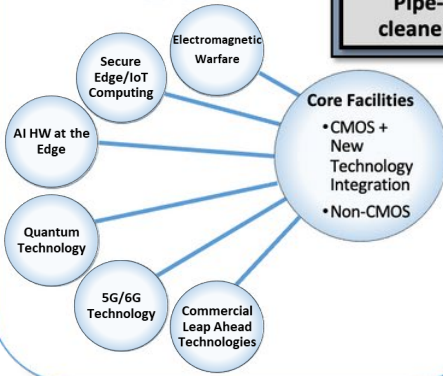 Pipe-
cleane
Electromagnetic
Warfare
Secure
Edge/IoT
Computing
AI HW at the
Edge
Quantum
Technology
5G/6G
Technology
Commercial
Leap Ahead
Technologies
Core Facilities
•CMOS +
New
Technology
Integration
•Non-CMOS